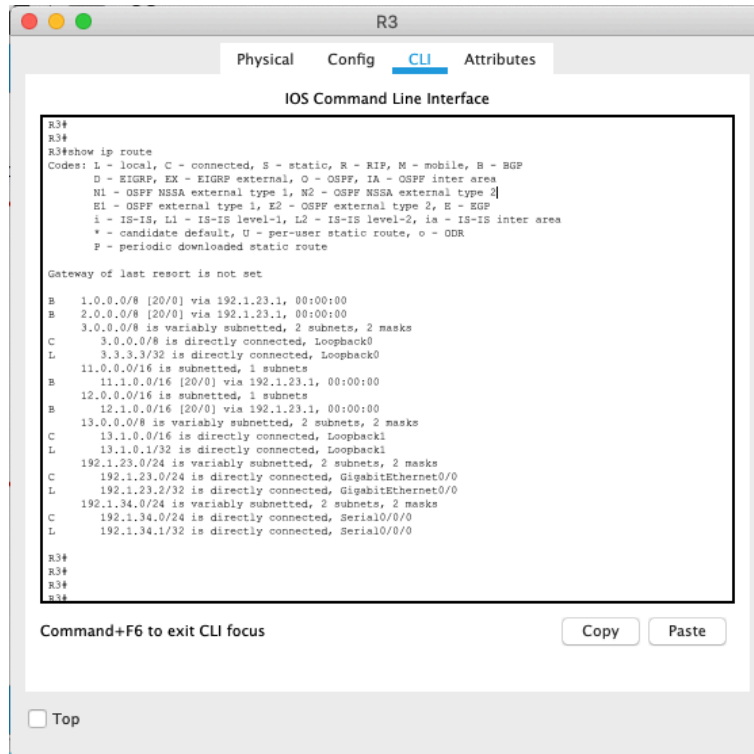 R3
Physical Config CLI Attributes
IOS Command Line Interface
R3#
R3#
R3#show ip route
Codes: L - local, C - connected, S - static, R - RIP, M - mobile, B - BGP
D - EIGRP, EX - EIGRP external, O - OSPF, IA - OSPF inter area
N1 - OSPF NSSA external type 1, N2 - OSPF NSSA external type 2
E1 - OSPF external type 1, E2 - OSPF external type 2, E - EGP
i - IS-IS, L1 - IS-IS level-1, L2 - IS-IS level-2, ia - IS-IS inter area
* - candidate default, U - per-user static route, o - ODR
P - periodic downloaded static route
Gateway of last resort is not set
B 1.0.0.0/8 [20/0] via 192.1.23.1, 00:00:00
B 2.0.0.0/8 [20/0] via 192.1.23.1, 00:00:00
3.0.0.0/8 is variably subnetted, 2 subnets, 2 masks
C 3.0.0.0/8 is directly connected, Loopback0
L 3.3.3.3/32 is directly connected, Loopback0
11.0.0.0/16 is subnetted, 1 subnets
B 11.1.0.0/16 [20/0] via 192.1.23.1, 00:00:00
12.0.0.0/16 is subnetted, 1 subnets
B 12.1.0.0/16 [20/0] via 192.1.23.1, 00:00:00
13.0.0.0/8 is variably subnetted, 2 subnets, 2 masks
C 13.1.0.0/16 is directly connected, Loopback1
L 13.1.0.1/32 is directly connected, Loopback1
192.1.23.0/24 is variably subnetted, 2 subnets, 2 masks
C 192.1.23.0/24 is directly connected, GigabitEthernet0/0
L 192.1.23.2/32 is directly connected, GigabitEthernet0/0
192.1.34.0/24 is variably subnetted, 2 subnets, 2 masks
C 192.1.34.0/24 is directly connected, Serial0/0/0
L 192.1.34.1/32 is directly connected, Serial0/0/0
R3#
R3#
R3#
R3#
Command+F6 to exit CLI focus
Copy Paste
Top